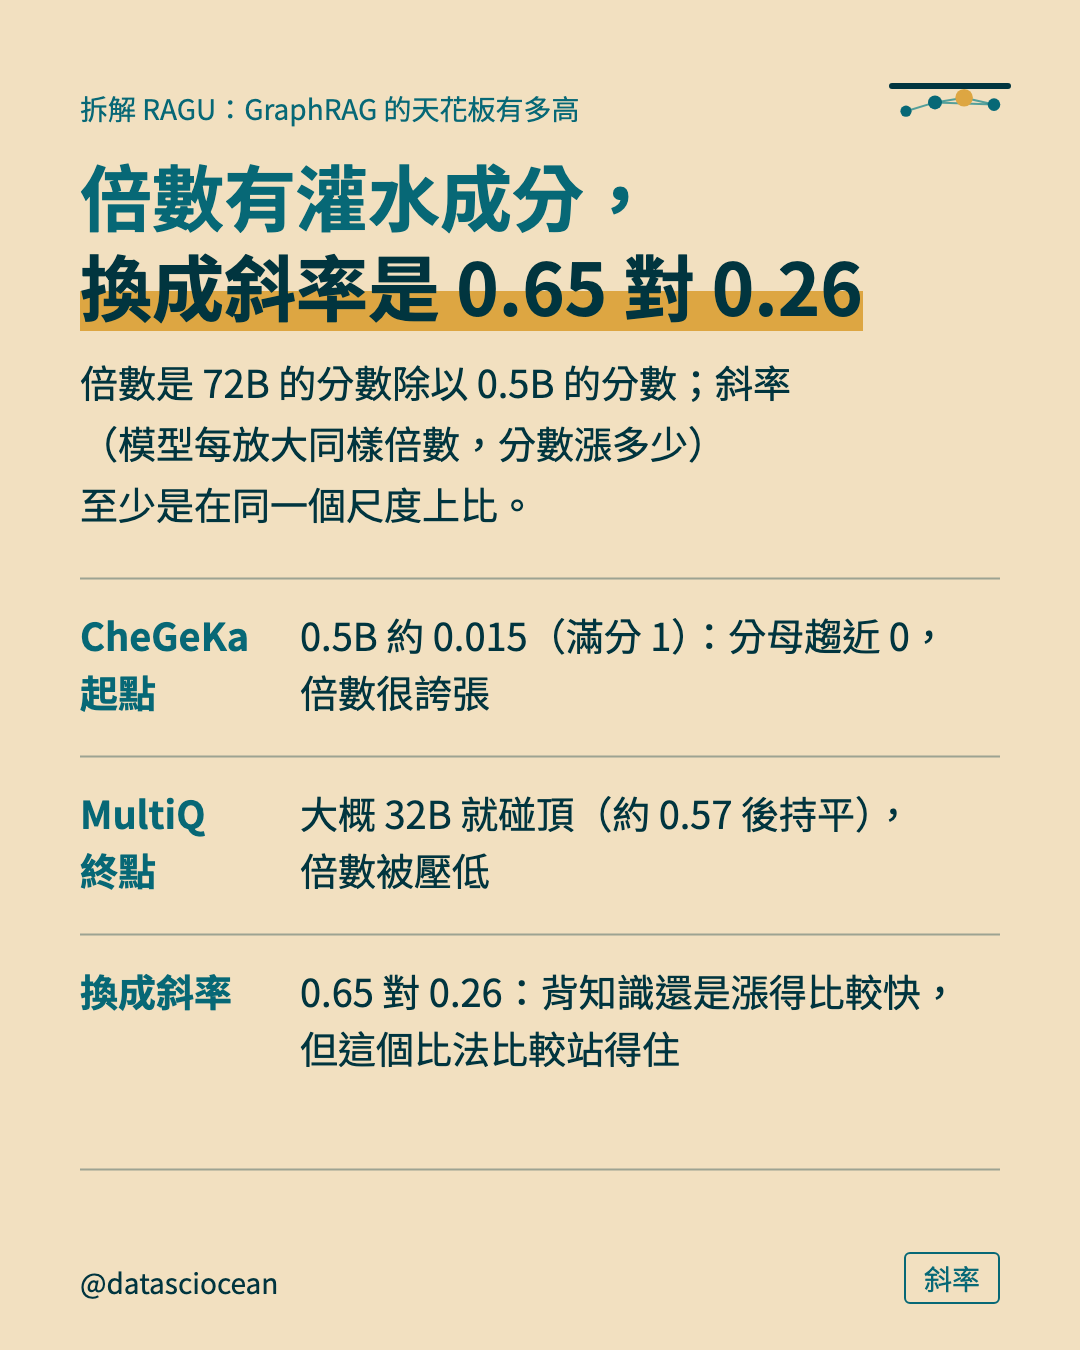 拆解 RAGU：GraphRAG 的天花板有多高
倍數有灌水成分，
換成斜率是 0.65 對 0.26
倍數是 72B 的分數除以 0.5B 的分數；斜率
（模型每放大同樣倍數，分數漲多少）
至少是在同一個尺度上比。
CheGeKa
起點
0.5B 約 0.015（滿分 1）：分母趨近 0，
倍數很誇張
MultiQ
終點
大概 32B 就碰頂（約 0.57 後持平），
倍數被壓低
換成斜率
0.65 對 0.26：背知識還是漲得比較快，
但這個比法比較站得住
@datasciocean
斜率